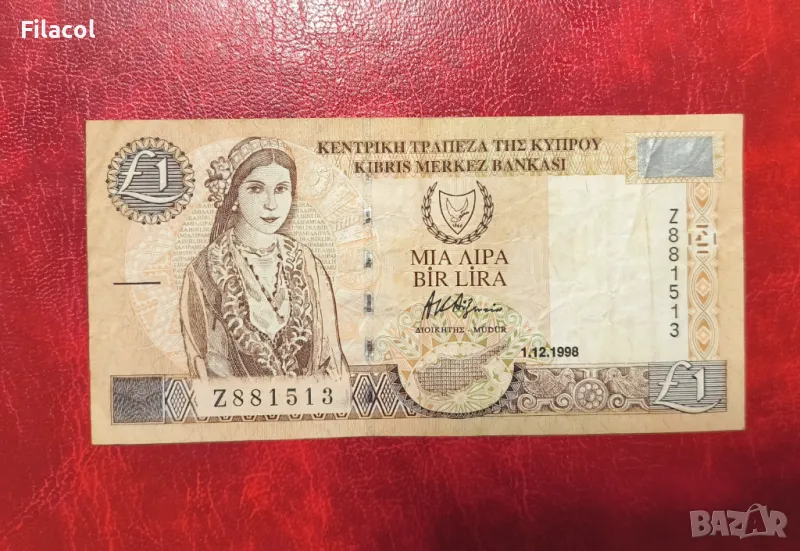 Filacol
ΚΕΝΤΡΙΚΗ ΤΡΑΠΕΖΑ ΤΗΣ ΚΥΠΡΟΥ
KIBRIS MERKEZ BANKASI
£1
Z881513
ΜΙΑ ΛΙΡΑ
BİR LİRA
ΔΙΟΙΚΗΤΗΣ - MÜDÜR
1.12.1998
Z881513
£1
BAZAR